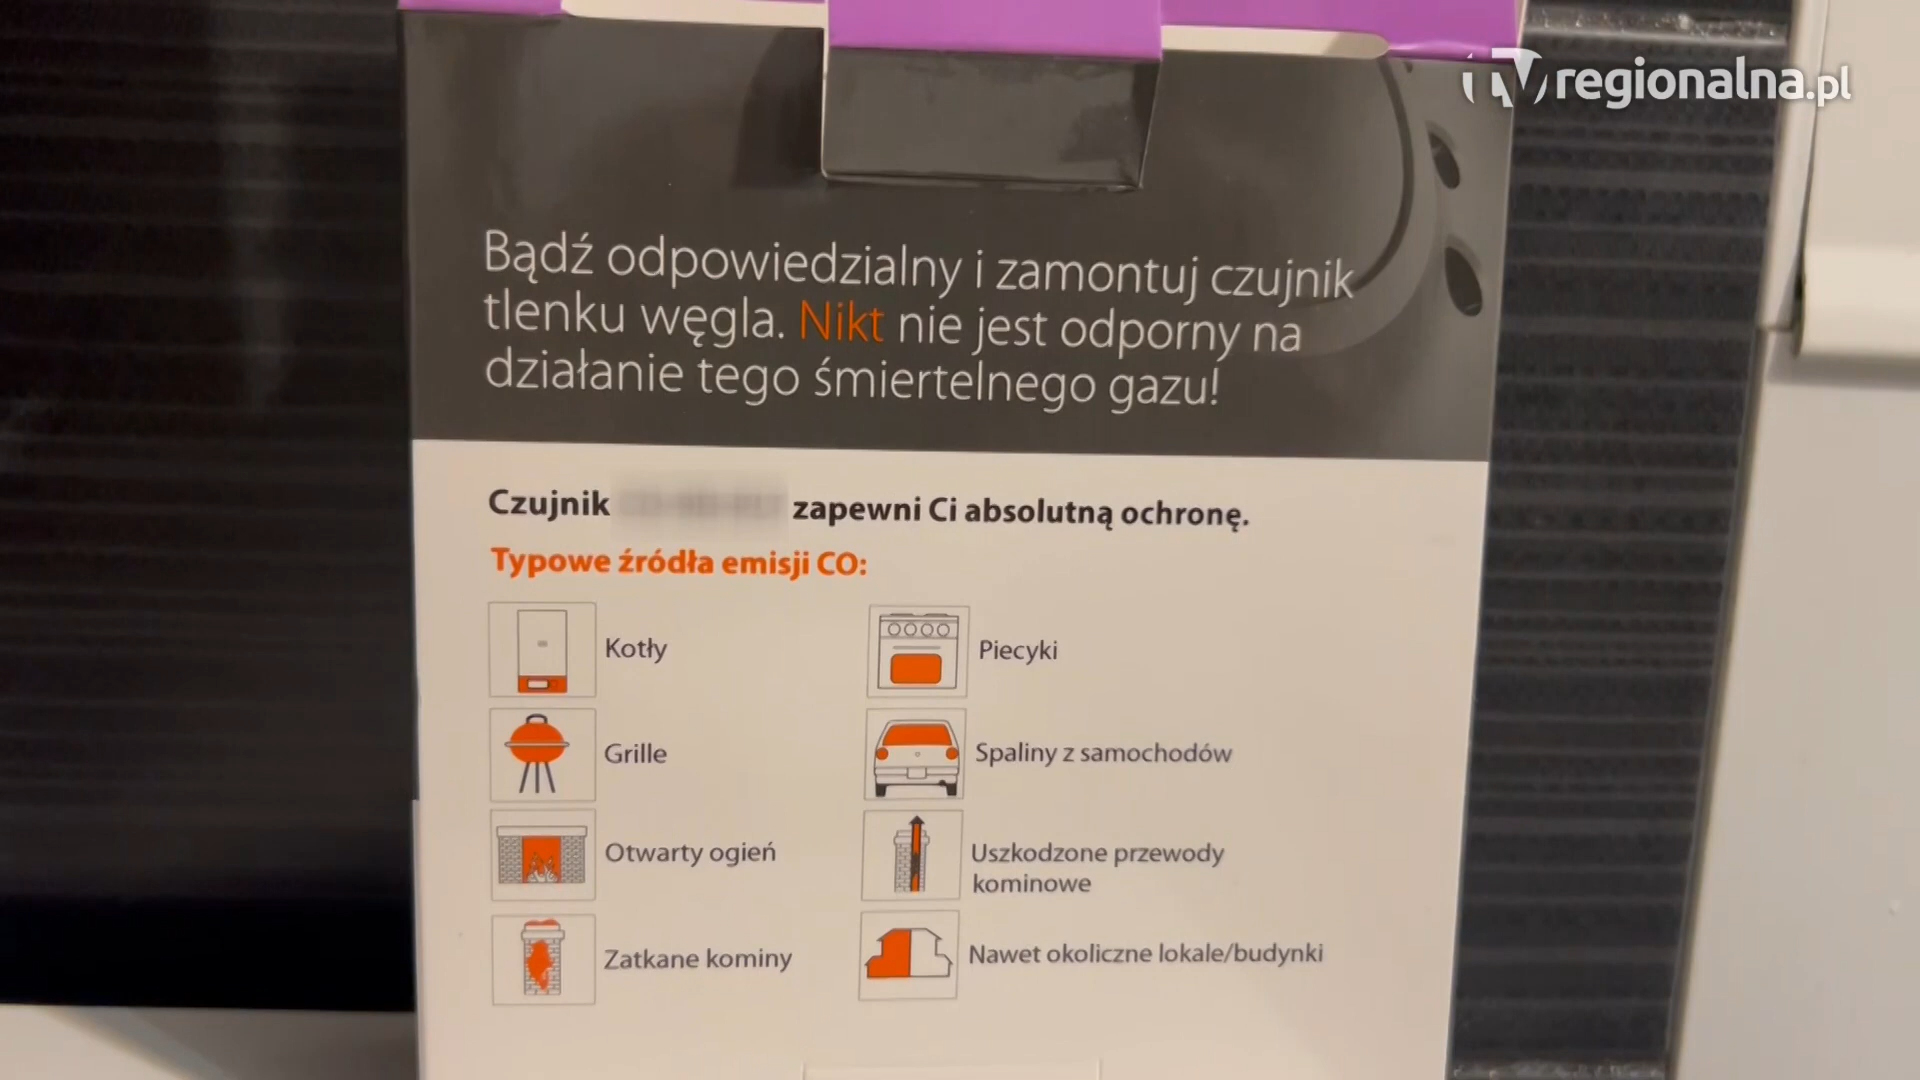 tv regionalna.pl
Bądź odpowiedzialny i zamontuj czujnik
tlenku węgla. Nikt nie jest odporny na
działanie tego śmiertelnego gazu!
Czujnik zapewni Ci absolutną ochronę.
Typowe źródła emisji CO:
Kotły
Piecyki
Grille
Spaliny z samochodów
Otwarty ogień
Uszkodzone przewody
kominowe
Zatkane kominy
Nawet okoliczne lokale/budynki